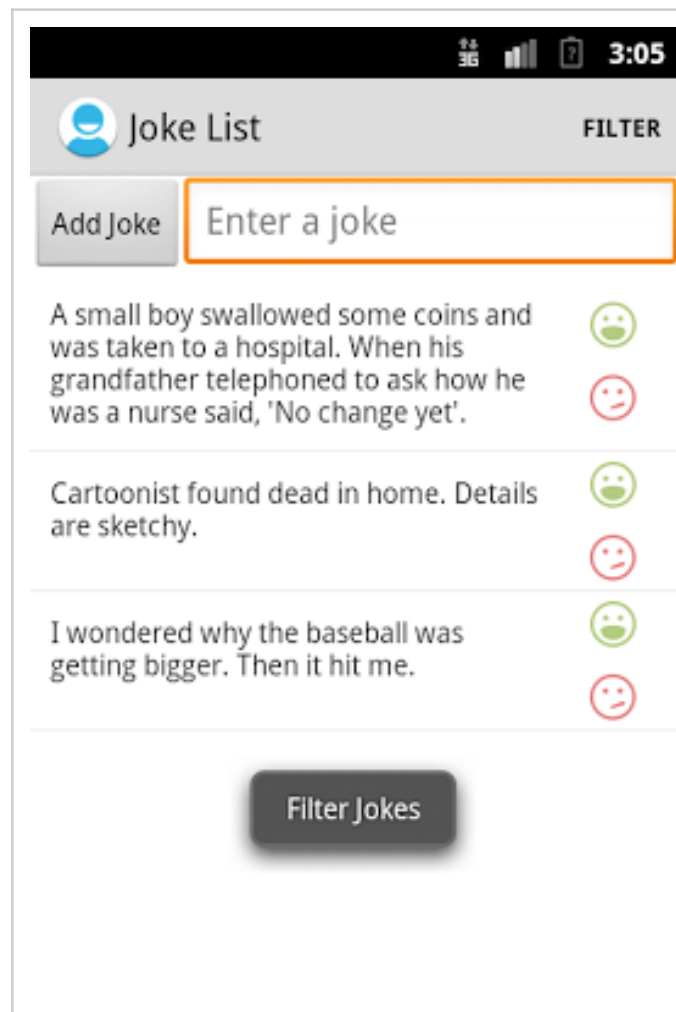 3G 3:05
Joke List FILTER
Add Joke Enter a joke
A small boy swallowed some coins and
was taken to a hospital. When his
grandfather telephoned to ask how he
was a nurse said, 'No change yet'.
Cartoonist found dead in home. Details
are sketchy.
I wondered why the baseball was
getting bigger. Then it hit me.
Filter Jokes